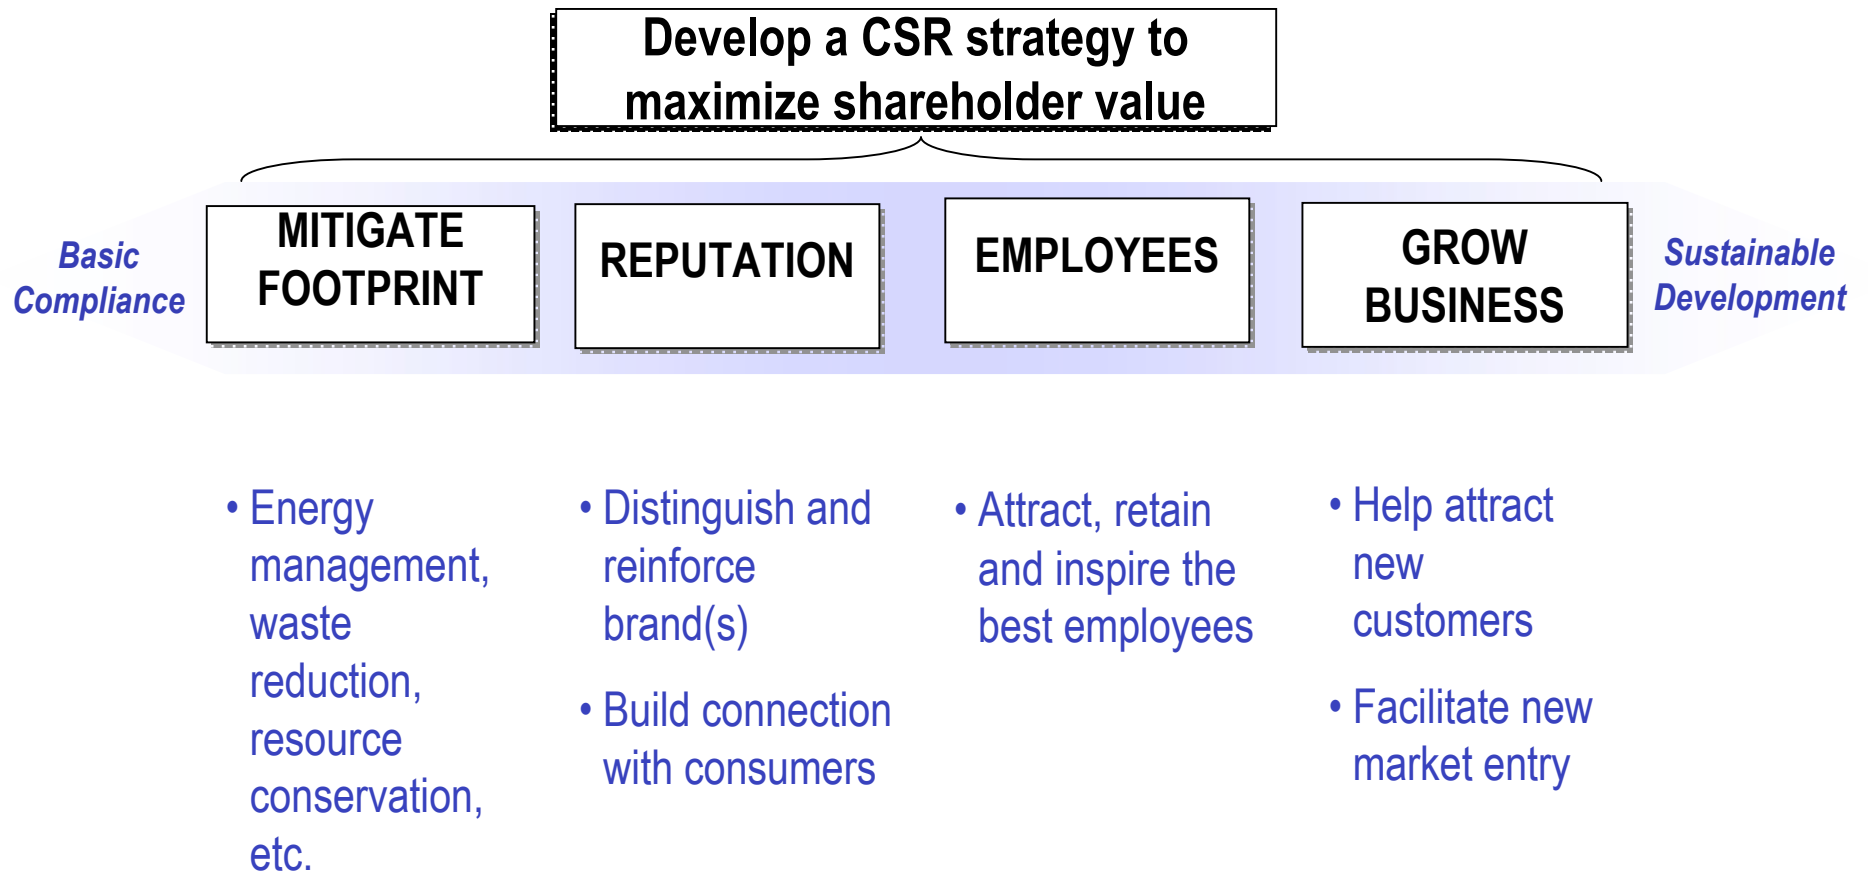 Develop a CSR strategy to
maximize shareholder value
Basic
Compliance
MITIGATE
FOOTPRINT
REPUTATION
EMPLOYEES
GROW
BUSINESS
Sustainable
Development
• Energy
management,
waste
reduction,
resource
conservation,
etc.
• Distinguish and
reinforce
brand(s)
• Build connection
with consumers
• Attract, retain
and inspire the
best employees
• Help attract
new
customers
• Facilitate new
market entry